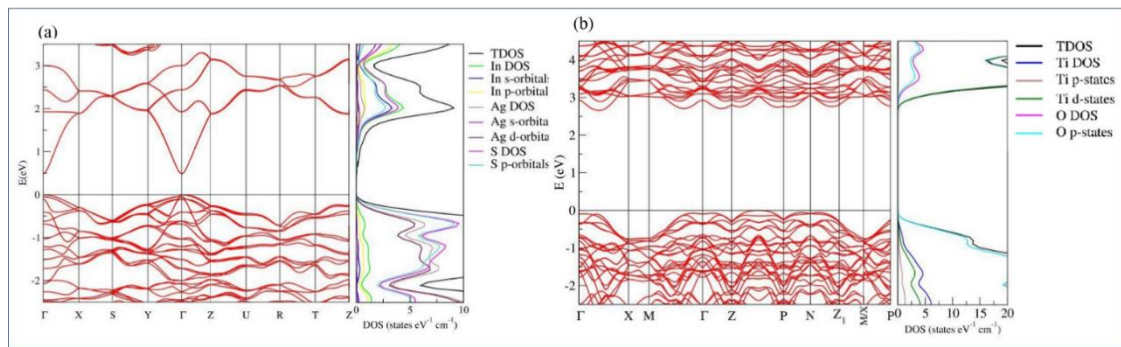 (a)
3
2
1
0
-1
-2
E(eV)
Γ X S Y Γ Z U R T Z
0 10
DOS (states eV⁻¹ cm⁻¹)
TDOS
In DOS
In s-orbitals
In p-orbital
Ag DOS
Ag s-orbita
Ag d-orbita
S DOS
S p-orbitals
(b)
4
3
2
1
0
-1
-2
E (eV)
Γ X M Γ Z P N Z₁ M/X P
0 5 10 15 20
DOS (states eV⁻¹ cm⁻¹)
TDOS
Ti DOS
Ti p-states
Ti d-states
O DOS
O p-states